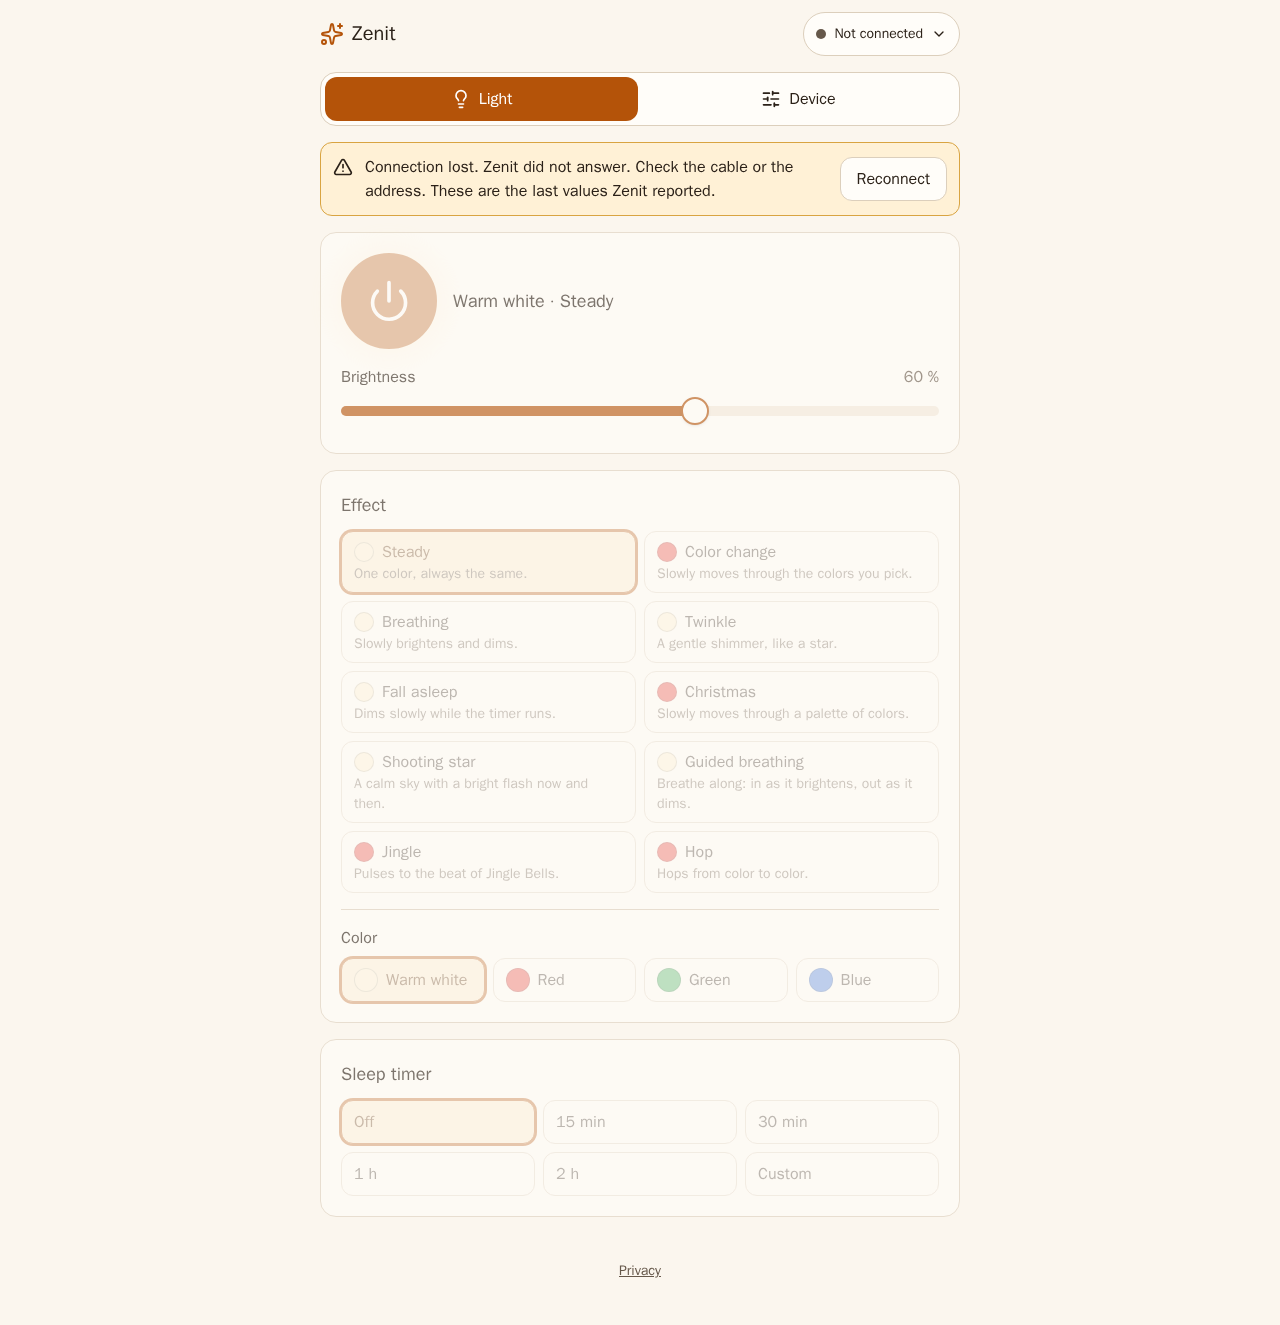 Zenit
Not connected
Light
Device
Connection lost. Zenit did not answer. Check the cable or the
address. These are the last values Zenit reported.
Reconnect
Warm white · Steady
Brightness
60 %
Effect
Steady
One color, always the same.
Color change
Slowly moves through the colors you pick.
Breathing
Slowly brightens and dims.
Twinkle
A gentle shimmer, like a star.
Fall asleep
Dims slowly while the timer runs.
Christmas
Slowly moves through a palette of colors.
Shooting star
A calm sky with a bright flash now and
then.
Guided breathing
Breathe along: in as it brightens, out as it
dims.
Jingle
Pulses to the beat of Jingle Bells.
Hop
Hops from color to color.
Color
Warm white
Red
Green
Blue
Sleep timer
Off
15 min
30 min
1 h
2 h
Custom
Privacy